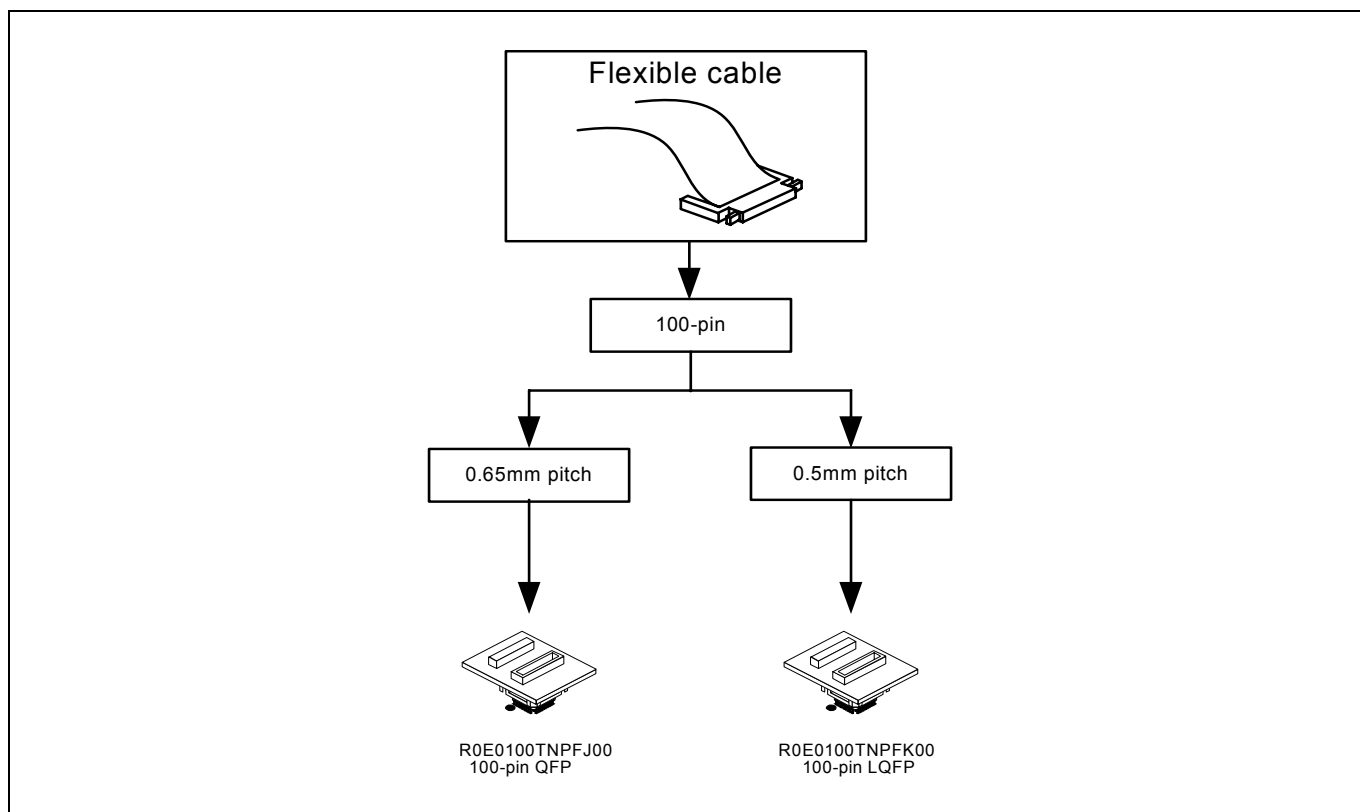 Flexible cable
100-pin
0.65mm pitch
0.5mm pitch
R0E0100TNPFJ00
100-pin QFP
R0E0100TNPFK00
100-pin LQFP